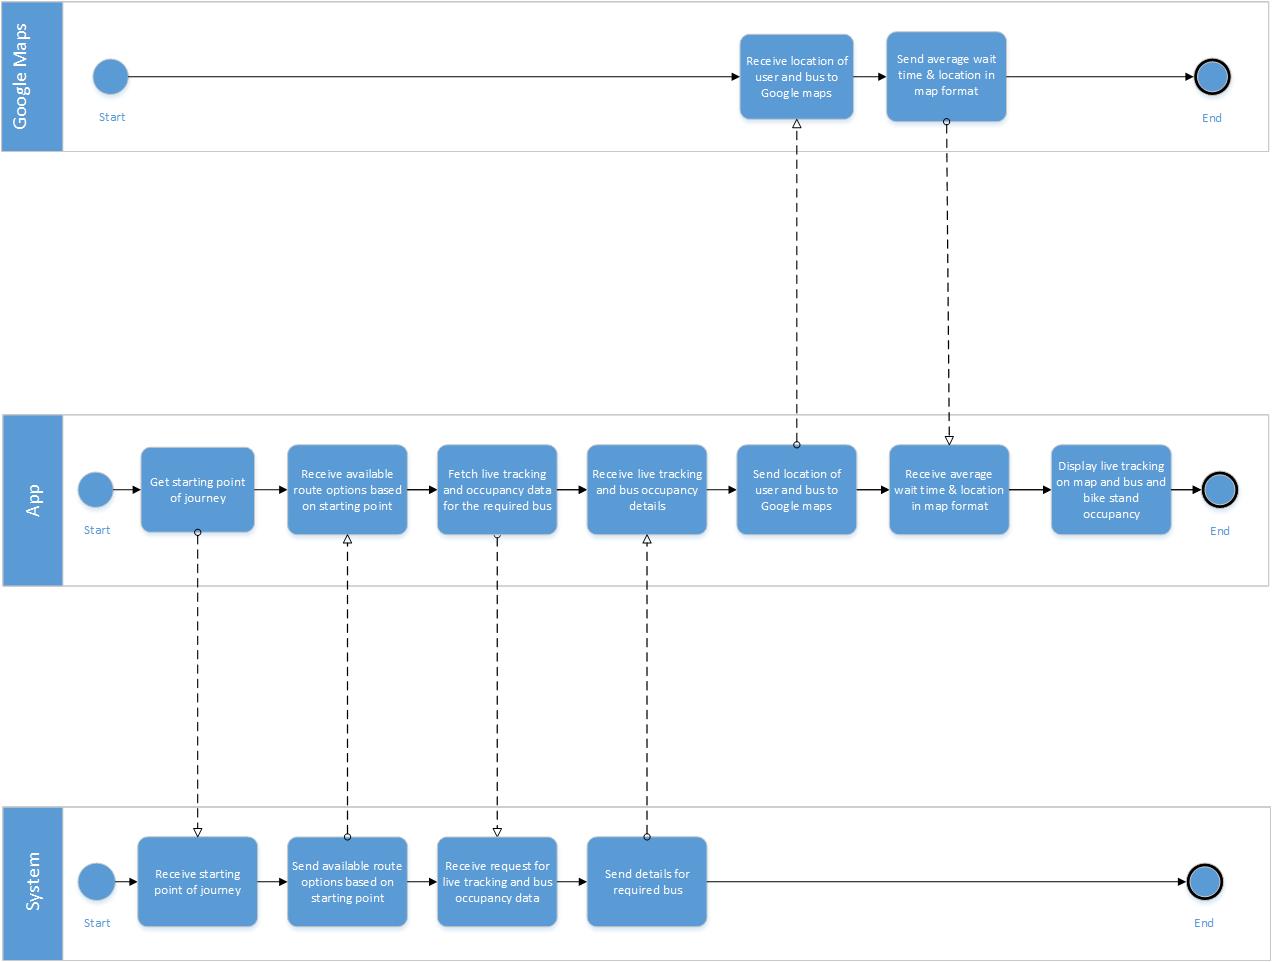 Google Maps
Start
Receive location of
user and bus to
Google maps
Send average wait
time & location in
map format
End
App
Start
Get starting point
of journey
Receive available
route options based
on starting point
Fetch live tracking
and occupancy data
for the required bus
Receive live tracking
and bus occupancy
details
Send location of
user and bus to
Google maps
Receive average
wait time & location
in map format
Display live tracking
on map and bus and
bike stand
occupancy
End
System
Start
Receive starting
point of journey
Send available route
options based on
starting point
Receive request for
live tracking and bus
occupancy data
Send details for
required bus
End